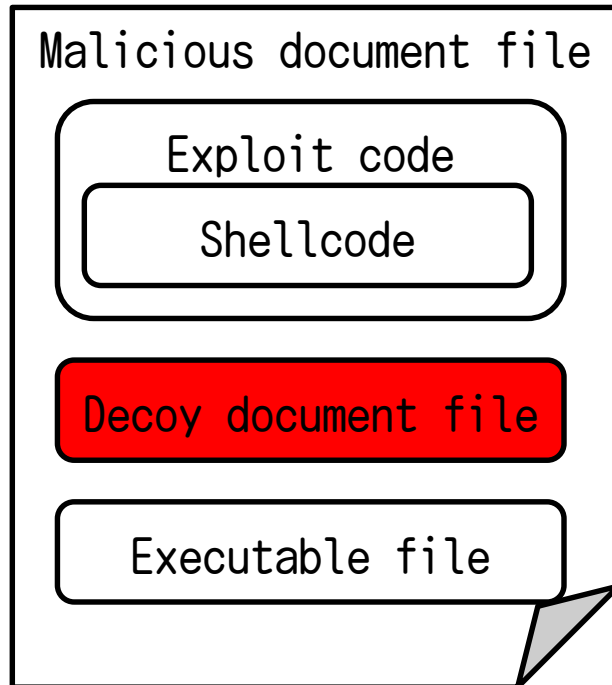 Malicious document file
Exploit code
Shellcode
Decoy document file
Executable file